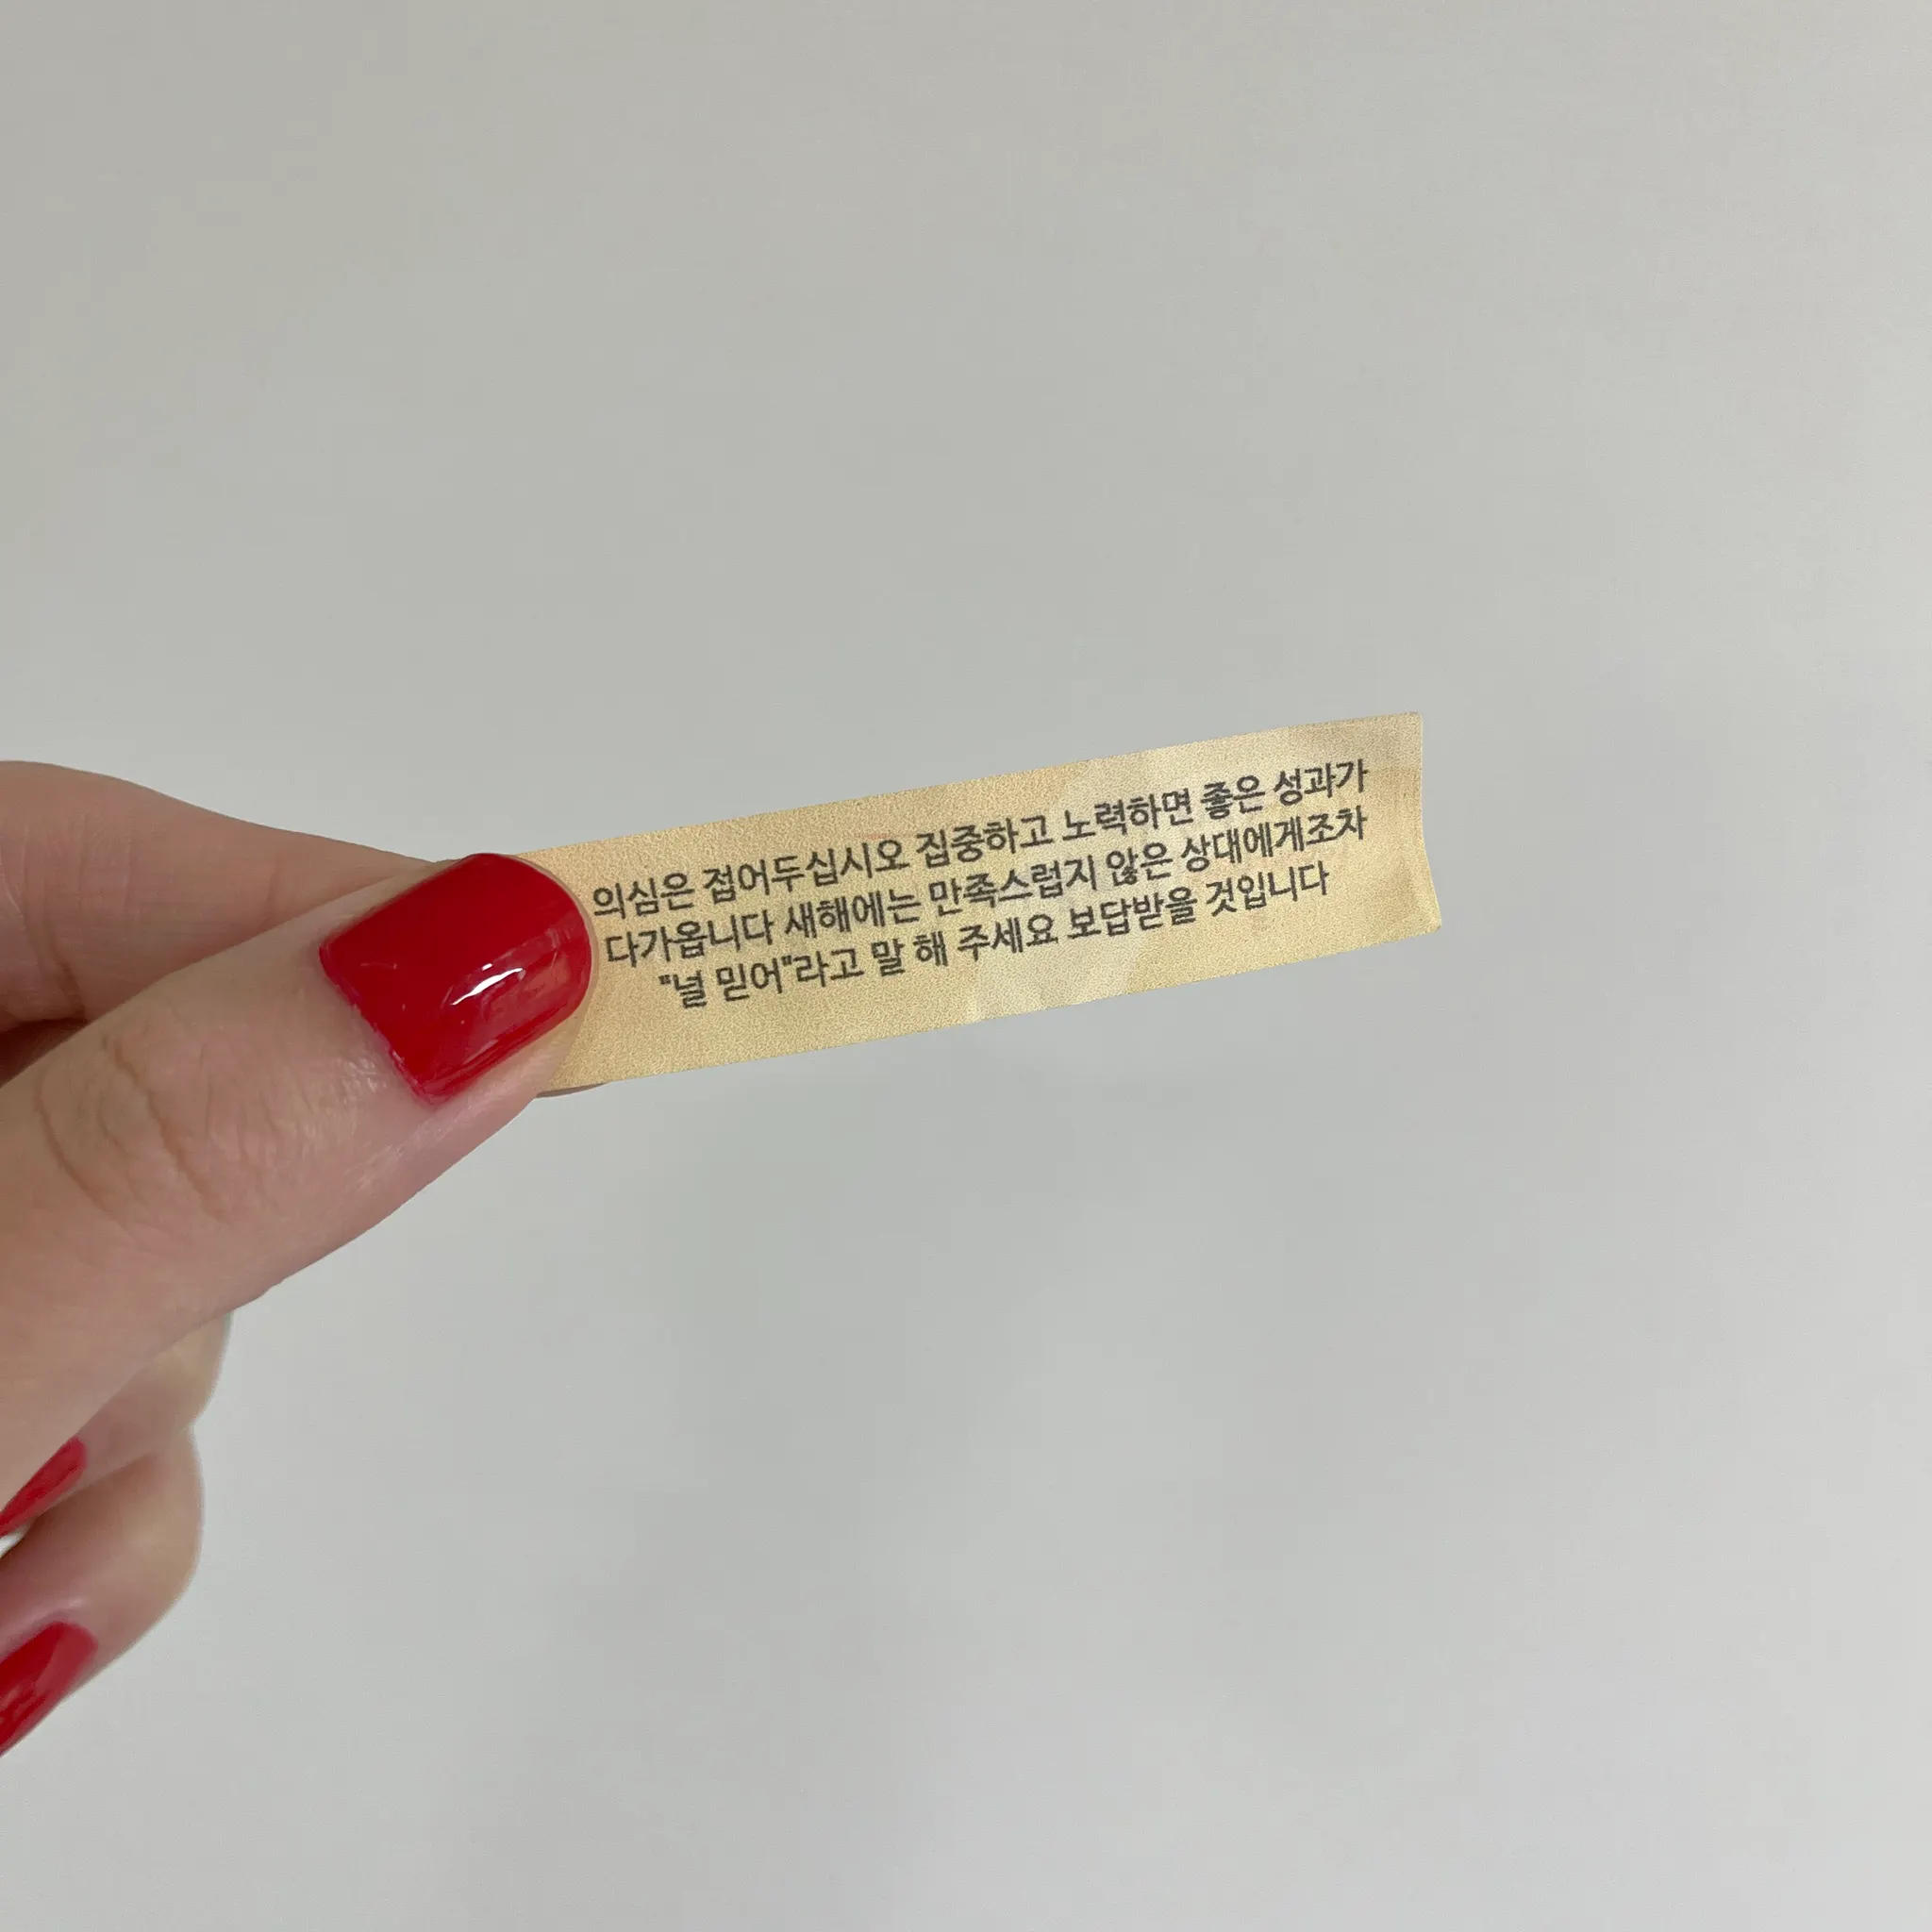 의심은 접어두십시오 집중하고 노력하면 좋은 성과가
다가옵니다 새해에는 만족스럽지 않은 상대에게조차
"널 믿어"라고 말 해 주세요 보답받을 것입니다